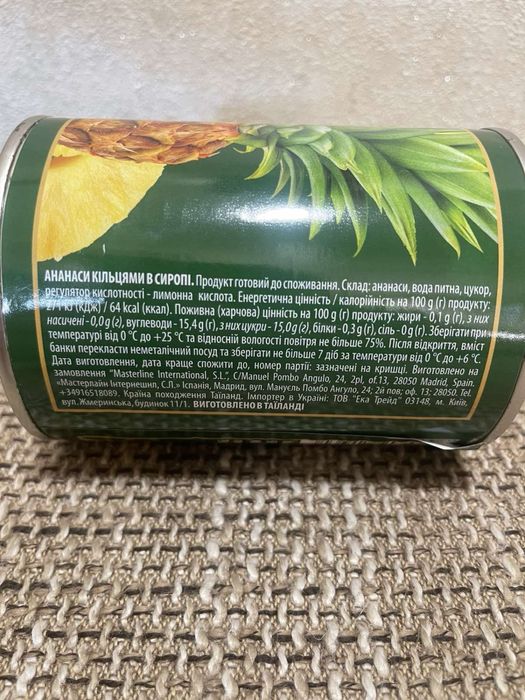 АНАНАСИ КІЛЬЦЯМИ В СИРОПІ. Продукт готовий до споживання. Склад: ананаси, вода питна, цукор,
регулятор кислотності - лимонна кислота. Енергетична цінність / калорійність на 100 g (г) продукту:
271 kJ (кДж) / 64 kcal (ккал). Поживна (харчова) цінність на 100 g (г) продукту: жири - 0,1 g (г), з них
насичені - 0,0 g (г), вуглеводи - 15,4 g (г), з них цукри - 15,0 g (г), білки - 0,3 g (г), сіль - 0 g (г). Зберігати при
температурі від 0 °С до +25 °С та відносній вологості повітря не більше 75%. Після відкриття, вміст
банки перекласти неметалічний посуд та зберігати не більше 7 діб за температури від 0 °С до +6 °С.
Дата виготовлення, дата краще спожити до, номер партії: зазначені на кришці. Виготовлено на
замовлення "Masterline International, S.L.", C/Manuel Pombo Angulo, 24, 2pl, of.13, 28050 Madrid, Spain.
«Мастерлайн Інтернешнл, С.Л.» Іспанія, Мадрид, вул. Мануель Помбо Ангуло, 24; 2й пов; оф. 13; 28050. Tel.
+34916518089. Країна походження Таїланд. Імпортер в Україні: ТОВ "Ека Трейд" 03148, м. Київ,
вул. Жмеринська, будинок 11/1. ВИГОТОВЛЕНО В ТАЇЛАНДІ